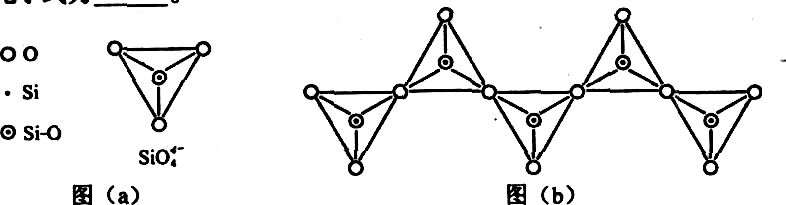 ○ O
· Si
⊙ Si-O
SiO₄⁴⁻
图（a）
图（b）